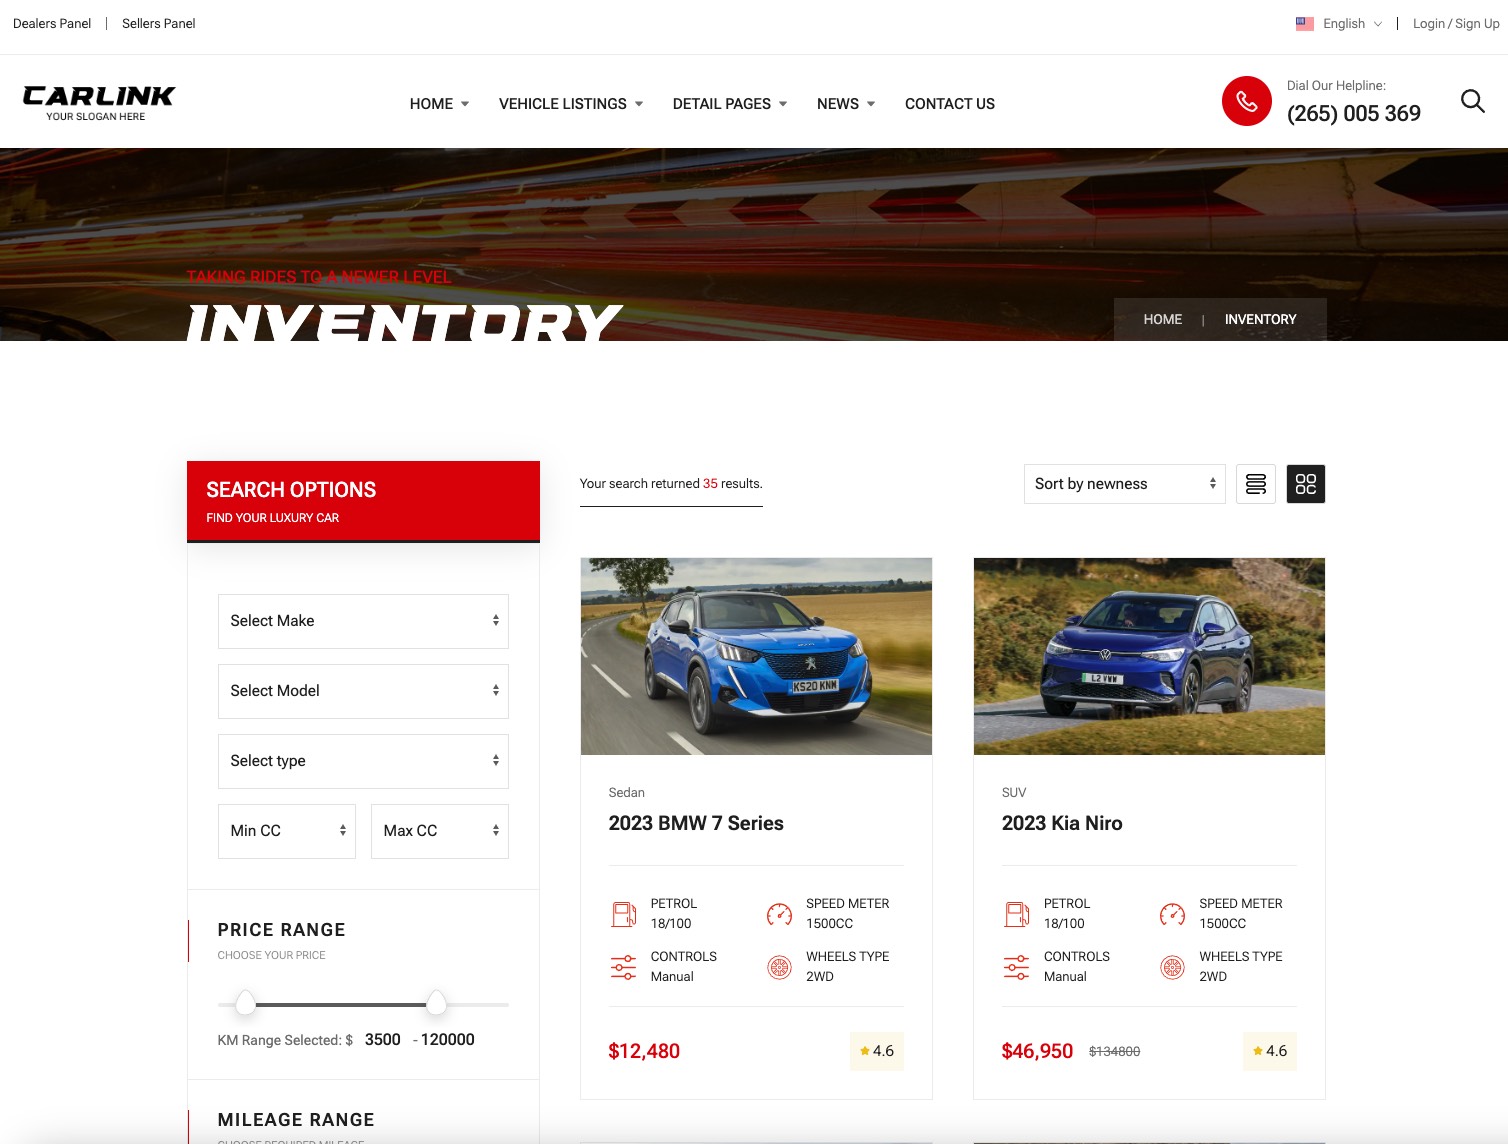 Dealers Panel | Sellers Panel
English | Login / Sign Up
CARLINK
YOUR SLOGAN HERE
HOME VEHICLE LISTINGS DETAIL PAGES NEWS CONTACT US
Dial Our Helpline:
(265) 005 369
TAKING RIDES TO A NEWER LEVEL
INVENTORY
HOME | INVENTORY
SEARCH OPTIONS
FIND YOUR LUXURY CAR
Select Make
Select Model
Select type
Min CC Max CC
PRICE RANGE
CHOOSE YOUR PRICE
KM Range Selected: $ 3500 - 120000
MILEAGE RANGE
CHOOSE REQUIRED MILEAGE
Your search returned 35 results.
Sort by newness
KS20 KNM
Sedan
2023 BMW 7 Series
PETROL
18/100
SPEED METER
1500CC
CONTROLS
Manual
WHEELS TYPE
2WD
$12,480
4.6
L2 VWW
SUV
2023 Kia Niro
PETROL
18/100
SPEED METER
1500CC
CONTROLS
Manual
WHEELS TYPE
2WD
$46,950 $134800
4.6